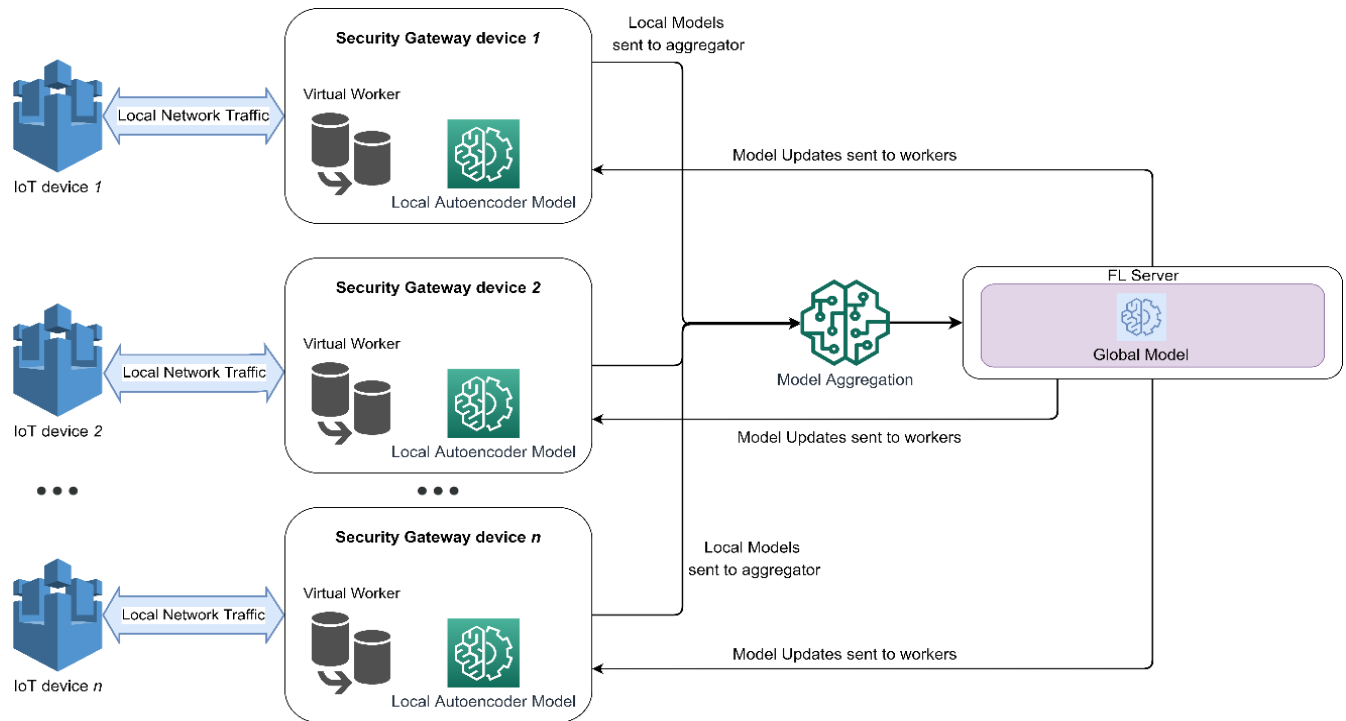 Security Gateway device 1
Local Models
sent to aggregator
Virtual Worker
Local Network Traffic
Local Autoencoder Model
IoT device 1
Model Updates sent to workers
Security Gateway device 2
Virtual Worker
Local Network Traffic
Local Autoencoder Model
IoT device 2
Model Aggregation
FL Server
Global Model
Model Updates sent to workers
Security Gateway device n
Local Models
sent to aggregator
Virtual Worker
Local Network Traffic
Local Autoencoder Model
IoT device n
Model Updates sent to workers